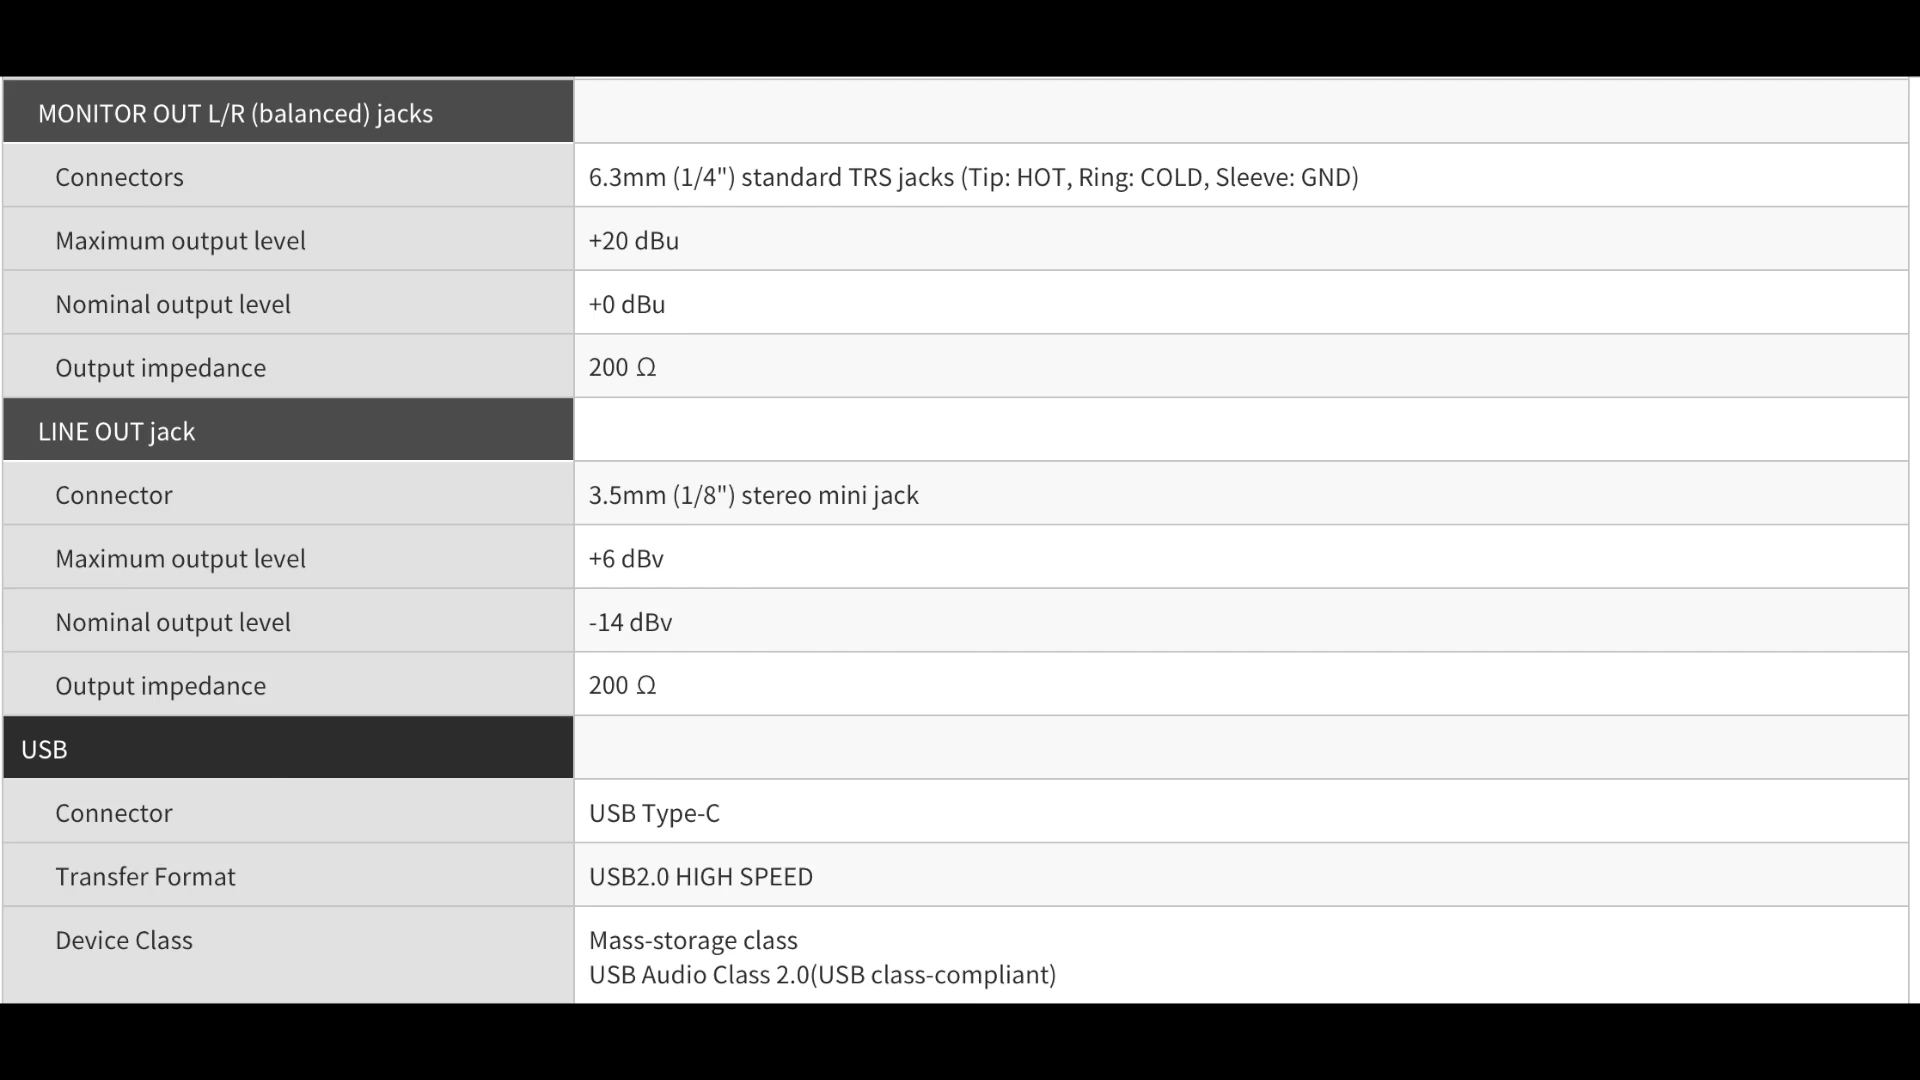 MONITOR OUT L/R (balanced) jacks
Connectors
6.3mm (1/4") standard TRS jacks (Tip: HOT, Ring: COLD, Sleeve: GND)
Maximum output level
+20 dBu
Nominal output level
+0 dBu
Output impedance
200 Ω
LINE OUT jack
Connector
3.5mm (1/8") stereo mini jack
Maximum output level
+6 dBv
Nominal output level
-14 dBv
Output impedance
200 Ω
USB
Connector
USB Type-C
Transfer Format
USB2.0 HIGH SPEED
Device Class
Mass-storage class
USB Audio Class 2.0(USB class-compliant)